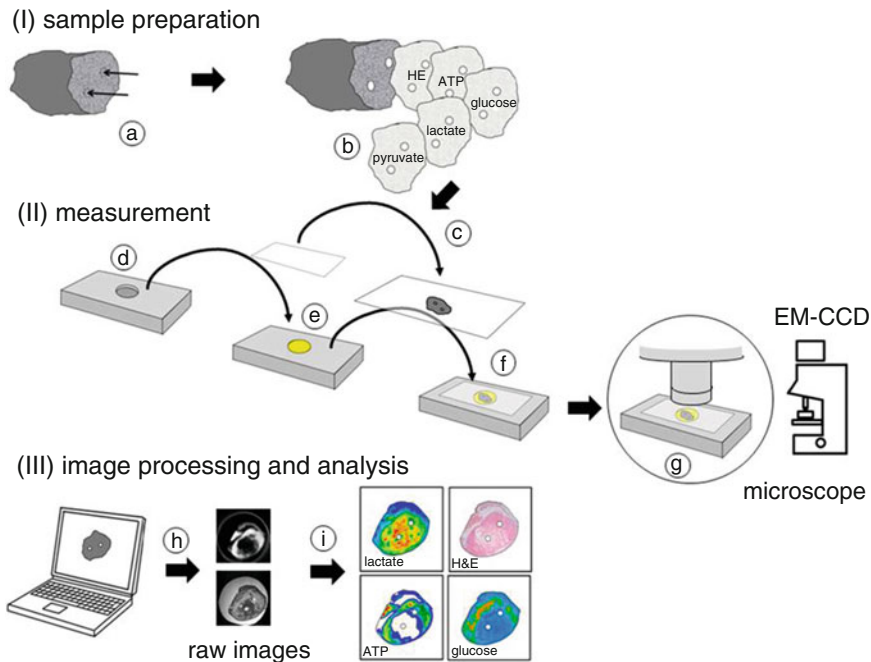 (I) sample preparation
a
b
HE
ATP
glucose
lactate
pyruvate
(II) measurement
c
d
e
f
EM-CCD
g
microscope
(III) image processing and analysis
h
i
lactate
H&E
ATP
glucose
raw images